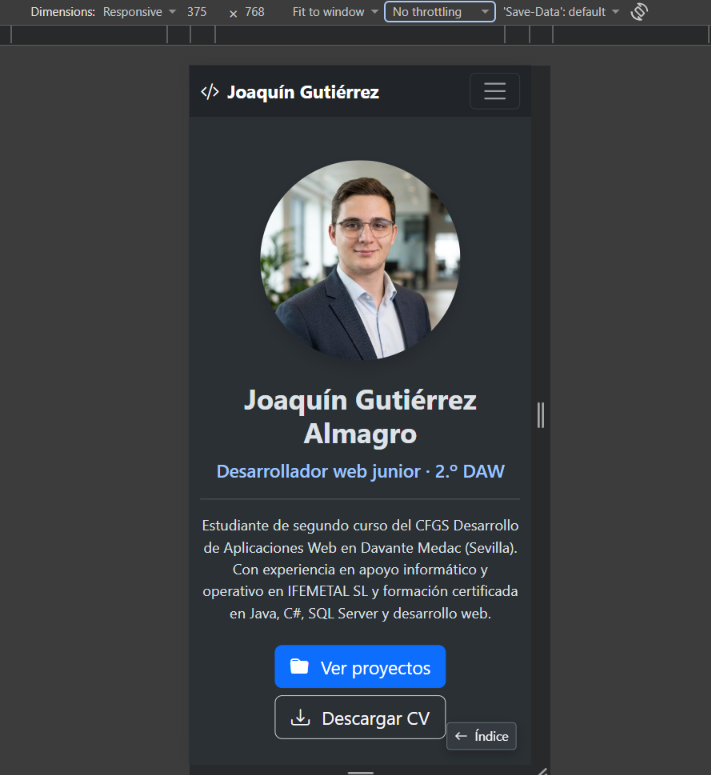 Dimensions: Responsive 375 × 768 Fit to window No throttling 'Save-Data': default
</> Joaquín Gutiérrez
Joaquín Gutiérrez
Almagro
Desarrollador web junior · 2.º DAW
Estudiante de segundo curso del CFGS Desarrollo
de Aplicaciones Web en Davante Medac (Sevilla).
Con experiencia en apoyo informático y
operativo en IFEMETAL SL y formación certificada
en Java, C#, SQL Server y desarrollo web.
Ver proyectos
Descargar CV
← Índice